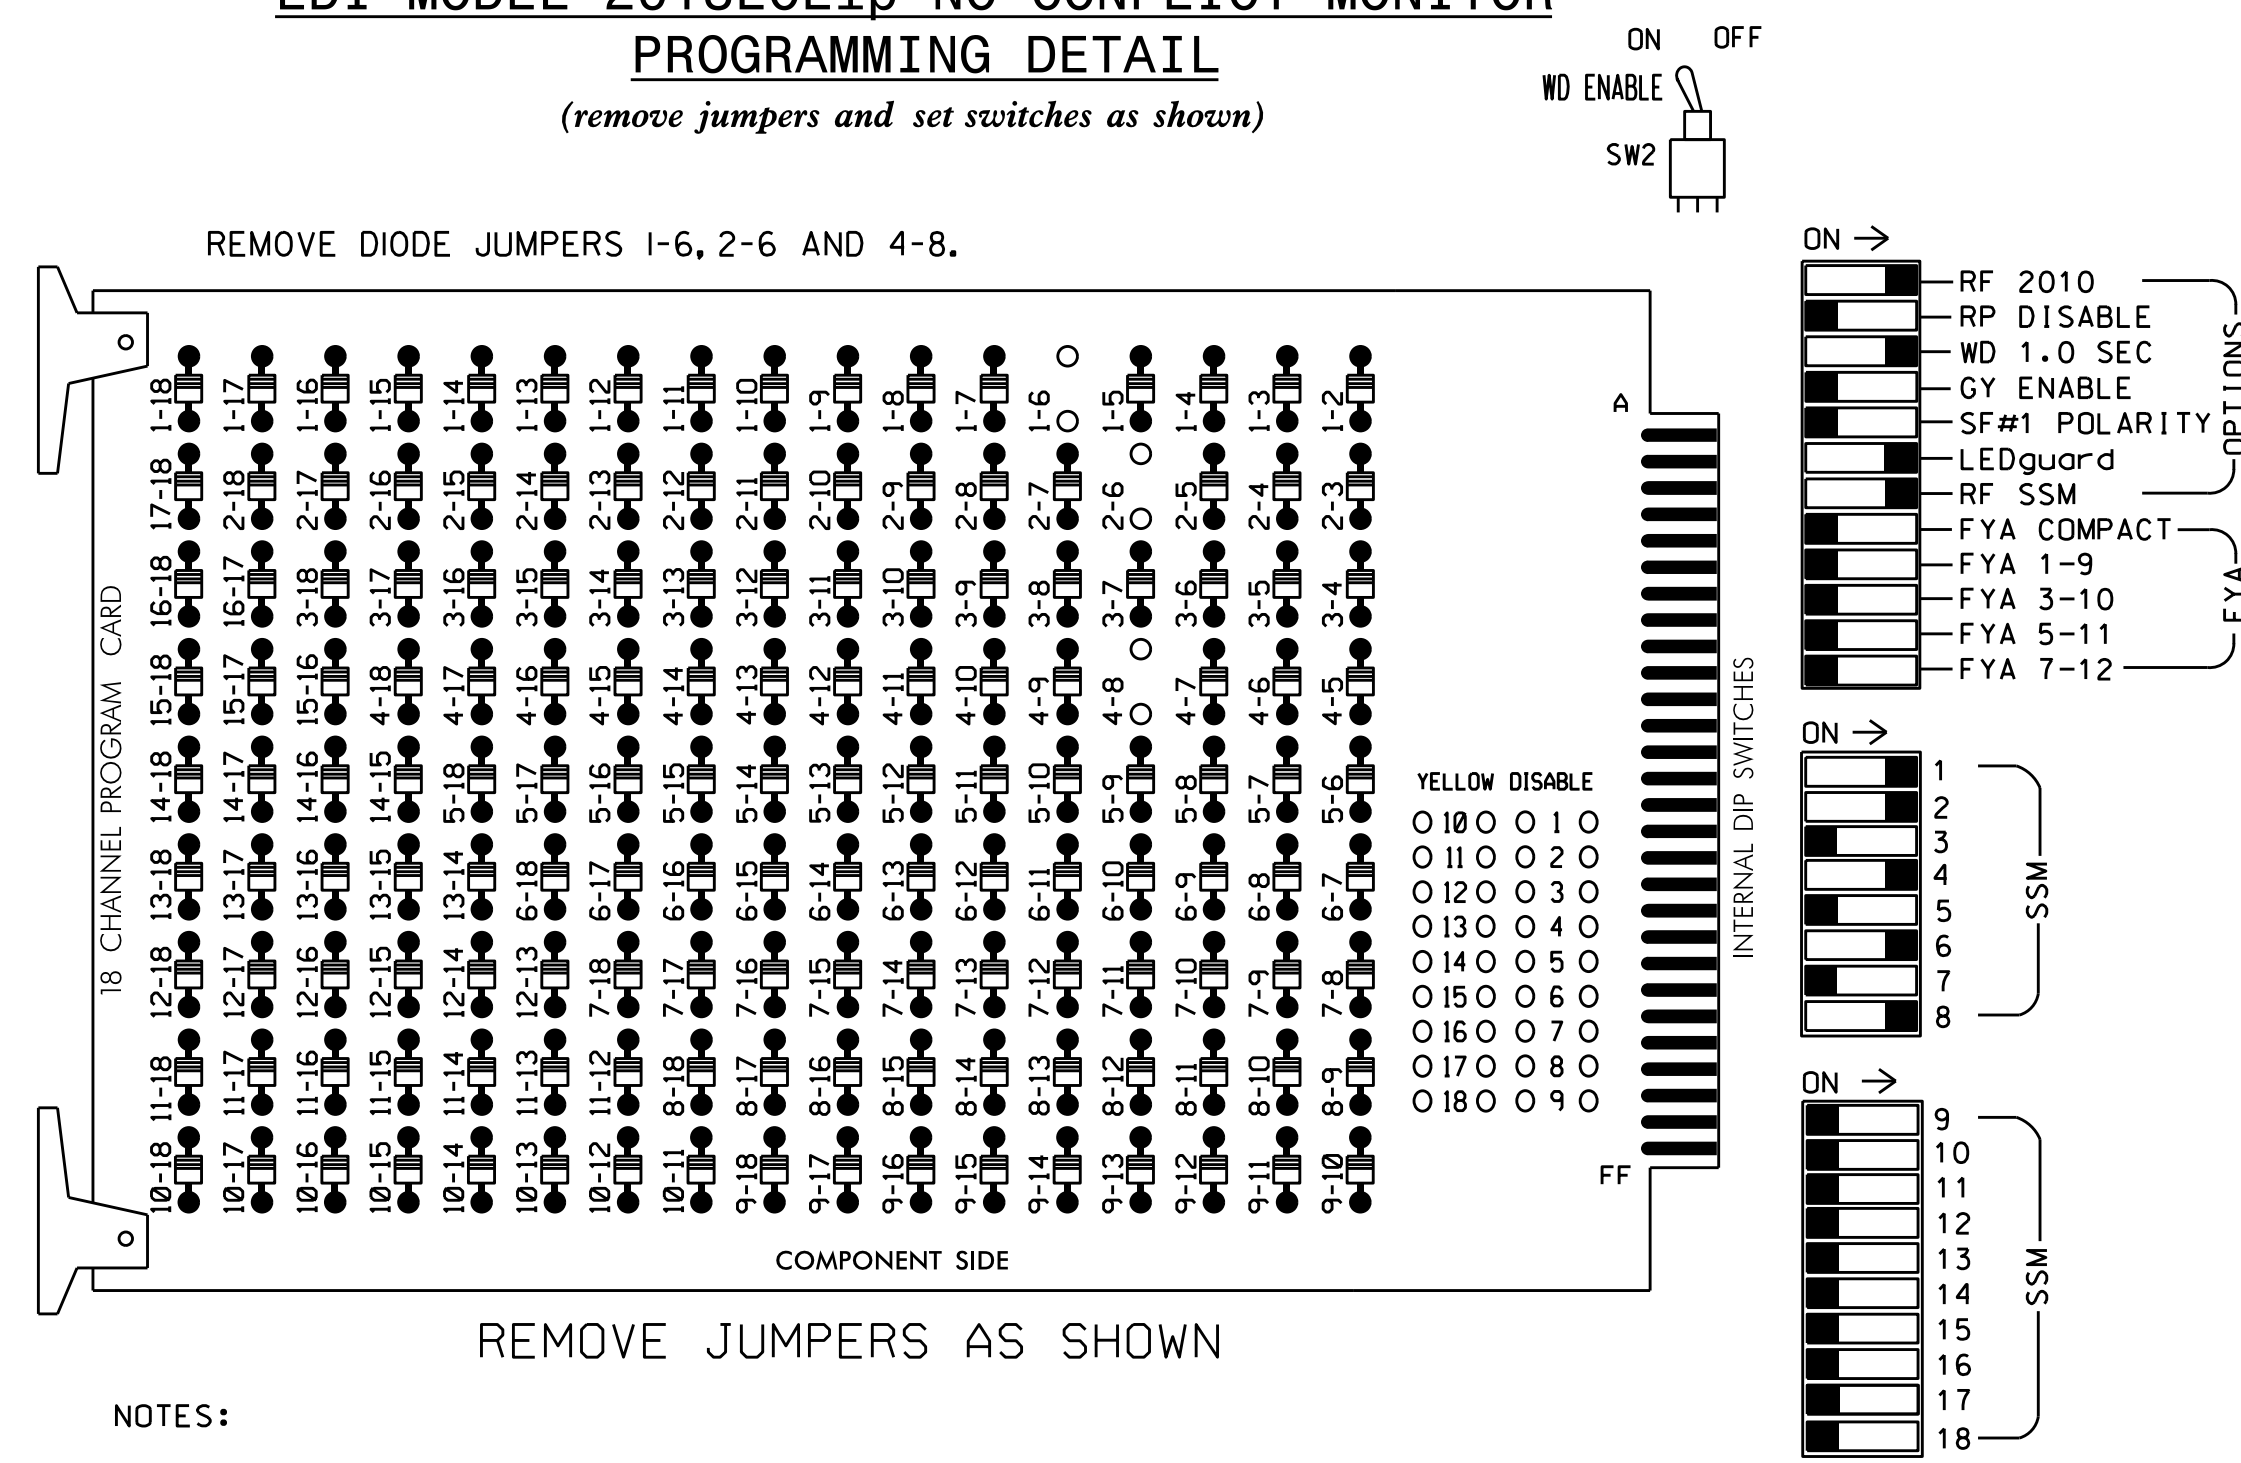 PROGRAMMING DETAIL
(remove jumpers and set switches as shown)
ON OFF
WD ENABLE
SW2
REMOVE DIODE JUMPERS 1-6, 2-6 AND 4-8.
18 CHANNEL PROGRAM CARD
1-18 1-17 1-16 1-15 1-14 1-13 1-12 1-11 1-10 1-9 1-8 1-7 1-6 1-5 1-4 1-3 1-2
17-18 2-18 2-17 2-16 2-15 2-14 2-13 2-12 2-11 2-10 2-9 2-8 2-7 2-6 2-5 2-4 2-3
16-18 16-17 3-18 3-17 3-16 3-15 3-14 3-13 3-12 3-11 3-10 3-9 3-8 3-7 3-6 3-5 3-4
15-18 15-17 15-16 4-18 4-17 4-16 4-15 4-14 4-13 4-12 4-11 4-10 4-9 4-8 4-7 4-6 4-5
14-18 14-17 14-16 14-15 5-18 5-17 5-16 5-15 5-14 5-13 5-12 5-11 5-10 5-9 5-8 5-7 5-6
13-18 13-17 13-16 13-15 13-14 6-18 6-17 6-16 6-15 6-14 6-13 6-12 6-11 6-10 6-9 6-8 6-7
12-18 12-17 12-16 12-15 12-14 12-13 7-18 7-17 7-16 7-15 7-14 7-13 7-12 7-11 7-10 7-9 7-8
11-18 11-17 11-16 11-15 11-14 11-13 11-12 8-18 8-17 8-16 8-15 8-14 8-13 8-12 8-11 8-10 8-9
10-18 10-17 10-16 10-15 10-14 10-13 10-12 10-11 9-18 9-17 9-16 9-15 9-14 9-13 9-12 9-11 9-10
YELLOW DISABLE
10 1
11 2
12 3
13 4
14 5
15 6
16 7
17 8
18 9
A
FF
COMPONENT SIDE
REMOVE JUMPERS AS SHOWN
NOTES:
INTERNAL DIP SWITCHES
ON →
RF 2010
RP DISABLE
WD 1.0 SEC
GY ENABLE
SF#1 POLARITY
LEDguard
RF SSM
OPTIONS
FYA COMPACT
FYA 1-9
FYA 3-10
FYA 5-11
FYA 7-12
FYA
ON →
1
2
3
4
5
6
7
8
SSM
ON →
9
10
11
12
13
14
15
16
17
18
SSM